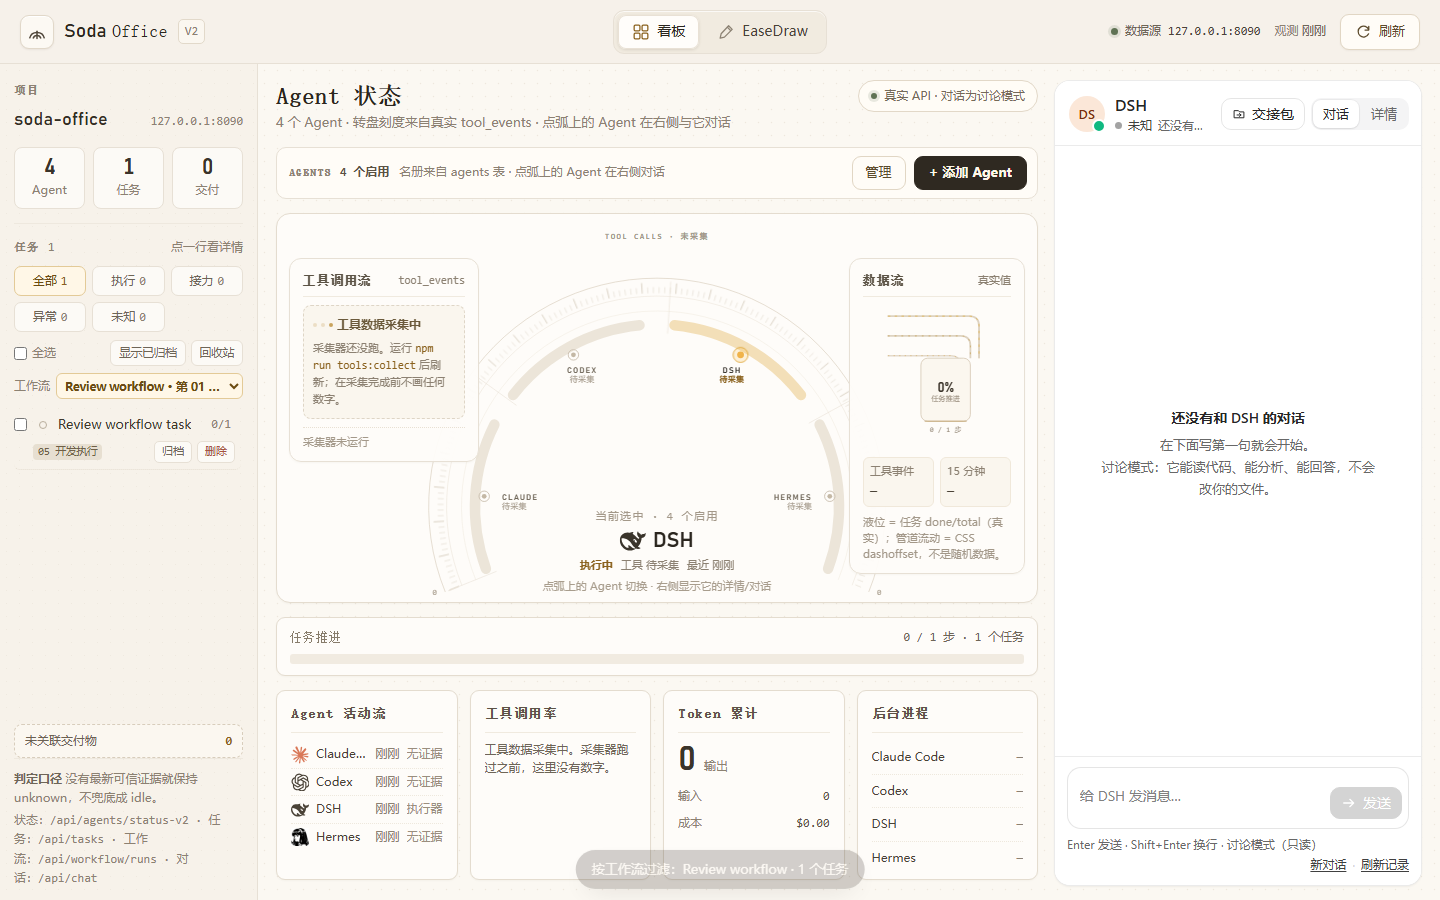 Soda Office V2
看板
EaseDraw
数据源 127.0.0.1:8090 观测 刚刚
刷新
项目
soda-office 127.0.0.1:8090
4 Agent
1 任务
0 交付
任务 1 点一行看详情
全部 1 执行 0 接力 0
异常 0 未知 0
全选 显示已归档 回收站
工作流 Review workflow • 第 01 ...
Review workflow task 0/1
05 开发执行 归档 删除
未关联交付物 0
判定口径 没有最新可信证据就保持
unknown，不兜底成 idle。
状态: /api/agents/status-v2 · 任
务: /api/tasks · 工作
流: /api/workflow/runs · 对
话: /api/chat
Agent 状态
4 个 Agent · 转盘刻度来自真实 tool_events · 点弧上的 Agent 在右侧与它对话
真实 API · 对话为讨论模式
AGENTS 4 个启用 名册来自 agents 表 · 点弧上的 Agent 在右侧对话
管理
+ 添加 Agent
TOOL CALLS · 未采集
工具调用流 tool_events
工具数据采集中
采集器还没跑。运行 npm
run tools:collect 后刷
新；在采集完成前不画任何
数字。
采集器未运行
CODEX
待采集
DSH
待采集
CLAUDE
待采集
HERMES
待采集
0
0
当前选中 · 4 个启用
DSH
执行中 工具 待采集 最近 刚刚
点弧上的 Agent 切换 · 右侧显示它的详情/对话
数据流 真实值
0%
任务推进
0 / 1 步
工具事件
–
15 分钟
–
液位 = 任务 done/total（真
实）；管道流动 = CSS
dashoffset，不是随机数据。
任务推进 0 / 1 步 · 1 个任务
Agent 活动流
Claude... 刚刚 无证据
Codex 刚刚 无证据
DSH 刚刚 执行器
Hermes 刚刚 无证据
工具调用率
工具数据采集中。采集器跑
过之前，这里没有数字。
Token 累计
0 输出
输入 0
成本 $0.00
后台进程
Claude Code –
Codex –
DSH –
Hermes –
按工作流过滤：Review workflow · 1 个任务
DS
DSH
未知 还没有...
交接包
对话
详情
还没有和 DSH 的对话
在下面写第一句就会开始。
讨论模式：它能读代码、能分析、能回答，不会
改你的文件。
给 DSH 发消息...
发送
Enter 发送 · Shift+Enter 换行 · 讨论模式（只读）
新对话 · 刷新记录